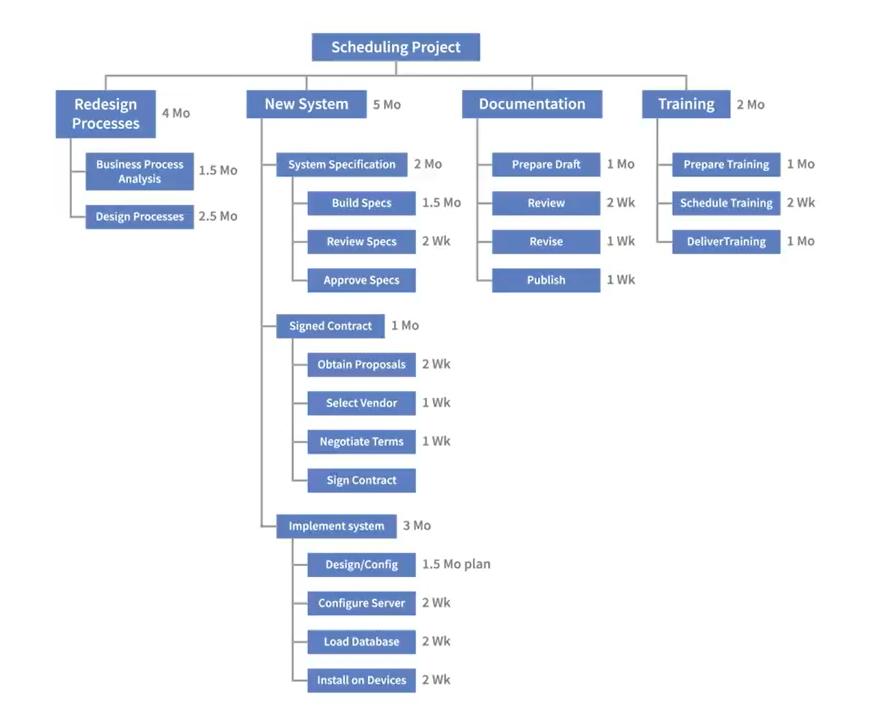 Scheduling Project
Redesign
Processes
4 Mo
Business Process
Analysis
1.5 Mo
Design Processes
2.5 Mo
New System
5 Mo
System Specification
2 Mo
Build Specs
1.5 Mo
Review Specs
2 Wk
Approve Specs
Signed Contract
1 Mo
Obtain Proposals
2 Wk
Select Vendor
1 Wk
Negotiate Terms
1 Wk
Sign Contract
Implement system
3 Mo
Design/Config
1.5 Mo plan
Configure Server
2 Wk
Load Database
2 Wk
Install on Devices
2 Wk
Documentation
Prepare Draft
1 Mo
Review
2 Wk
Revise
1 Wk
Publish
1 Wk
Training
2 Mo
Prepare Training
1 Mo
Schedule Training
2 Wk
DeliverTraining
1 Mo